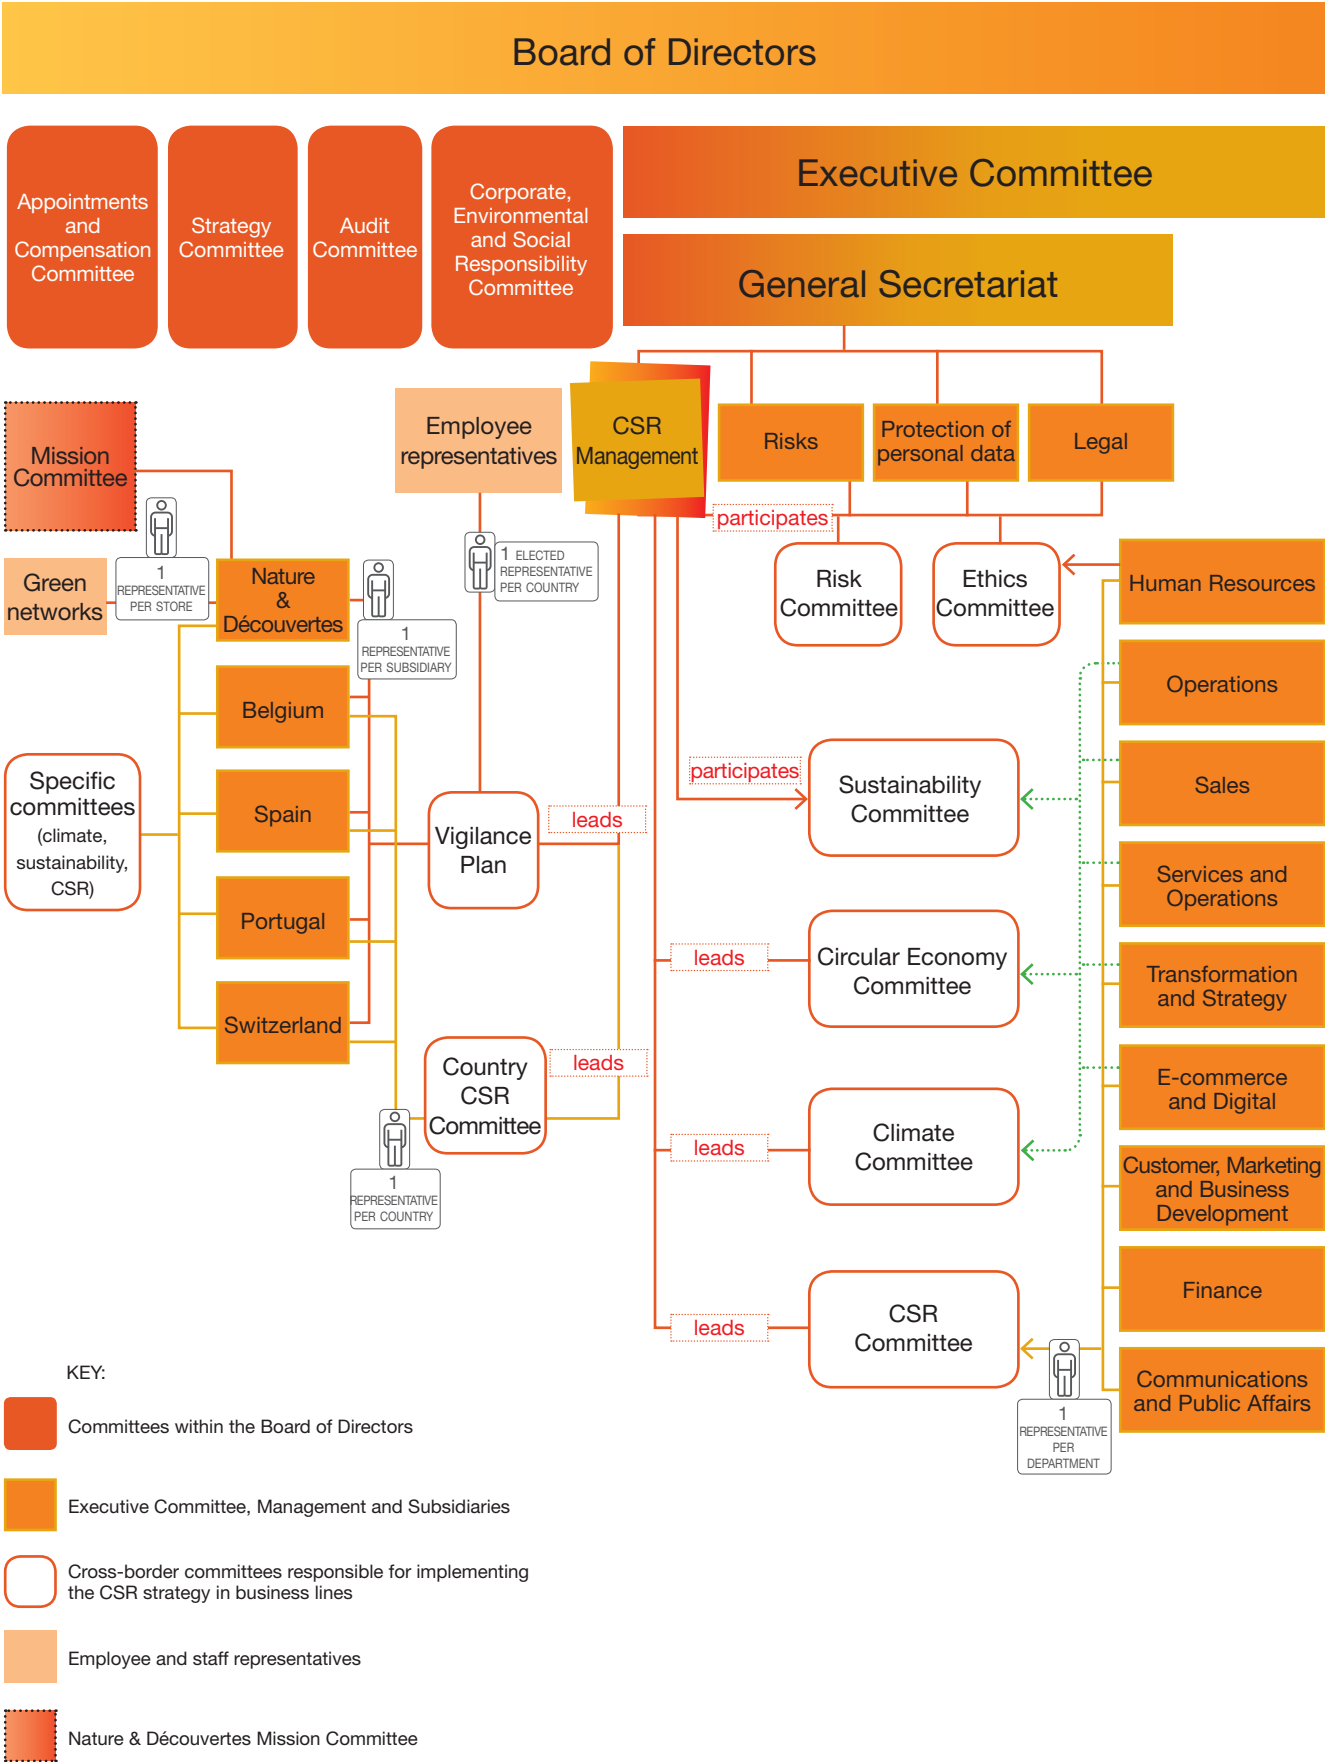 Board of Directors
Appointments
and
Compensation
Committee
Strategy
Committee
Audit
Committee
Corporate,
Environmental
and Social
Responsibility
Committee
Executive Committee
General Secretariat
Mission
Committee
Employee
representatives
CSR
Management
Risks
Protection of
personal data
Legal
participates
Green
networks
1
REPRESENTATIVE
PER STORE
Nature
&
Découvertes
1
REPRESENTATIVE
PER SUBSIDIARY
1 ELECTED
REPRESENTATIVE
PER COUNTRY
Risk
Committee
Ethics
Committee
Human Resources
Operations
Sales
Services and
Operations
Transformation
and Strategy
E-commerce
and Digital
Customer, Marketing
and Business
Development
Finance
Communications
and Public Affairs
Belgium
Spain
Portugal
Switzerland
Specific
committees
(climate,
sustainability,
CSR)
Vigilance
Plan
leads
Country
CSR
Committee
leads
1
REPRESENTATIVE
PER COUNTRY
participates
Sustainability
Committee
leads
Circular Economy
Committee
leads
Climate
Committee
leads
CSR
Committee
1
REPRESENTATIVE
PER
DEPARTMENT
KEY:
Committees within the Board of Directors
Executive Committee, Management and Subsidiaries
Cross-border committees responsible for implementing
the CSR strategy in business lines
Employee and staff representatives
Nature & Découvertes Mission Committee